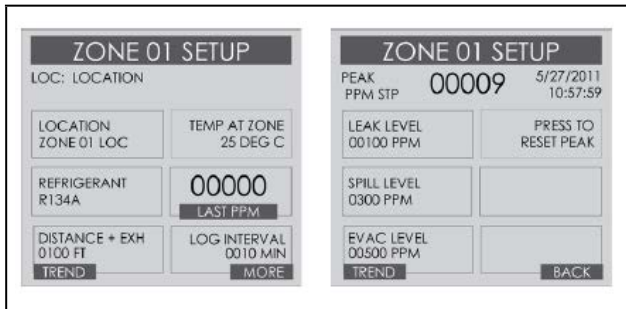 ZONE 01 SETUP
LOC: LOCATION
LOCATION
ZONE 01 LOC
TEMP AT ZONE
25 DEG C
REFRIGERANT
R134A
00000
LAST PPM
DISTANCE + EXH
0100 FT
LOG INTERVAL
0010 MIN
TREND
MORE
ZONE 01 SETUP
PEAK
PPM STP
00009
5/27/2011
10:57:59
LEAK LEVEL
00100 PPM
PRESS TO
RESET PEAK
SPILL LEVEL
0300 PPM
EVAC LEVEL
00500 PPM
TREND
BACK